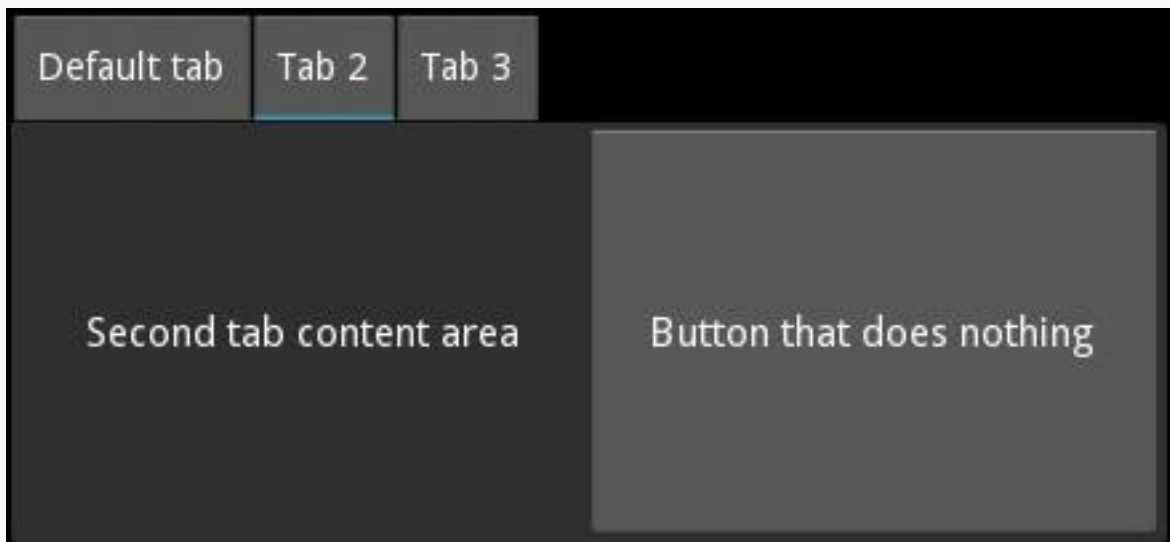 Default tab Tab 2 Tab 3
Second tab content area Button that does nothing